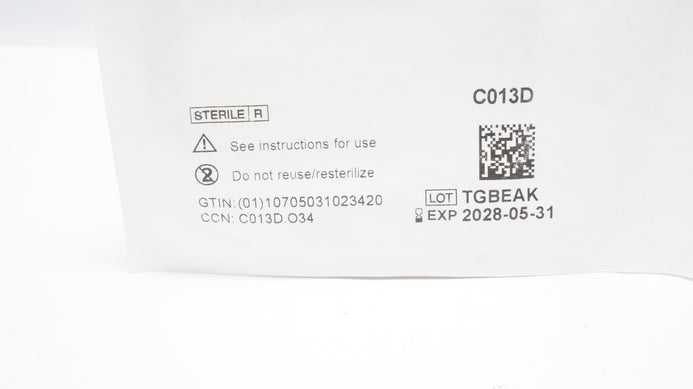 C013D
STERILE R
See instructions for use
Do not reuse/resterilize
GTIN:(01)10705031023420
CCN: C013D.O34
LOT TGBEAK
EXP 2028-05-31